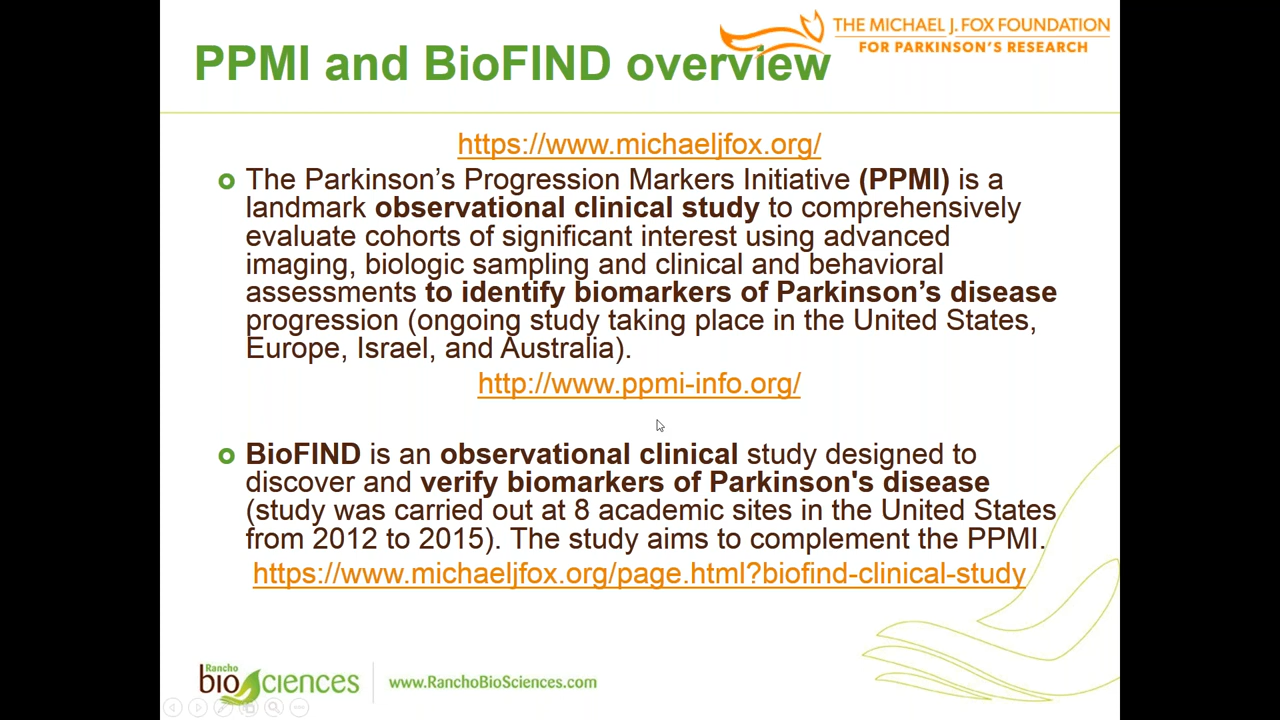 THE MICHAEL J. FOX FOUNDATION
FOR PARKINSON'S RESEARCH
PPMI and BioFIND overview
https://www.michaeljfox.org/
The Parkinson’s Progression Markers Initiative (PPMI) is a
landmark observational clinical study to comprehensively
evaluate cohorts of significant interest using advanced
imaging, biologic sampling and clinical and behavioral
assessments to identify biomarkers of Parkinson’s disease
progression (ongoing study taking place in the United States,
Europe, Israel, and Australia).
http://www.ppmi-info.org/
BioFIND is an observational clinical study designed to
discover and verify biomarkers of Parkinson's disease
(study was carried out at 8 academic sites in the United States
from 2012 to 2015). The study aims to complement the PPMI.
https://www.michaeljfox.org/page.html?biofind-clinical-study
Rancho
biosciences
www.RanchoBioSciences.com